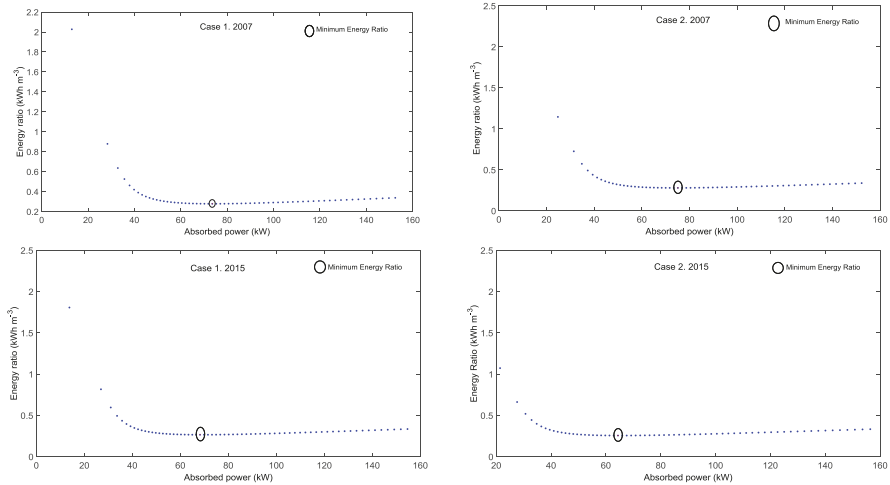 Case 1. 2007
Minimum Energy Ratio
Energy ratio (kWh m-3)
2.2
2
1.8
1.6
1.4
1.2
1
0.8
0.6
0.4
0.2
0 20 40 60 80 100 120 140 160
Absorbed power (kW)
Case 2. 2007
Minimum Energy Ratio
Energy ratio (kWh m-3)
2.5
2
1.5
1
0.5
0
0 20 40 60 80 100 120 140 160
Absorbed power (kW)
Case 1. 2015
Minimum Energy Ratio
Energy ratio (kWh m-3)
2.5
2
1.5
1
0.5
0
0 20 40 60 80 100 120 140 160
Absorbed power (kW)
Case 2. 2015
Minimum Energy Ratio
Energy Ratio (kWh m-3)
2.5
2
1.5
1
0.5
0
20 40 60 80 100 120 140 160
Absorbed power (kW)